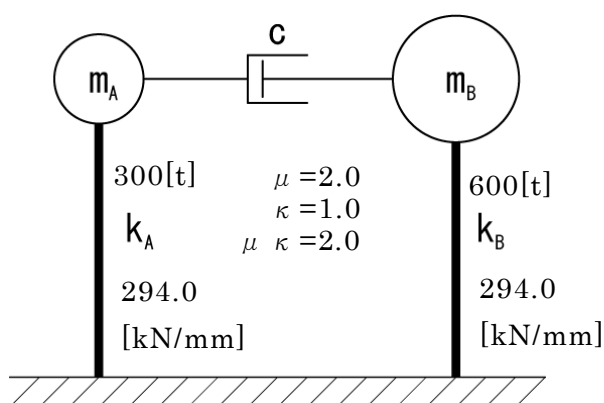 c
m_A
m_B
300[t]
k_A
294.0
[kN/mm]
μ =2.0
κ =1.0
μ κ =2.0
600[t]
k_B
294.0
[kN/mm]